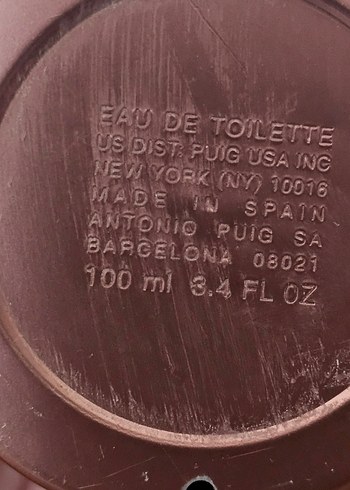 EAU DE TOILETTE
US DIST. PUIG USA INC
NEW YORK (NY) 10016
MADE IN SPAIN
ANTONIO PUIG SA
BARCELONA 08021
100 ml 3.4 FL OZ